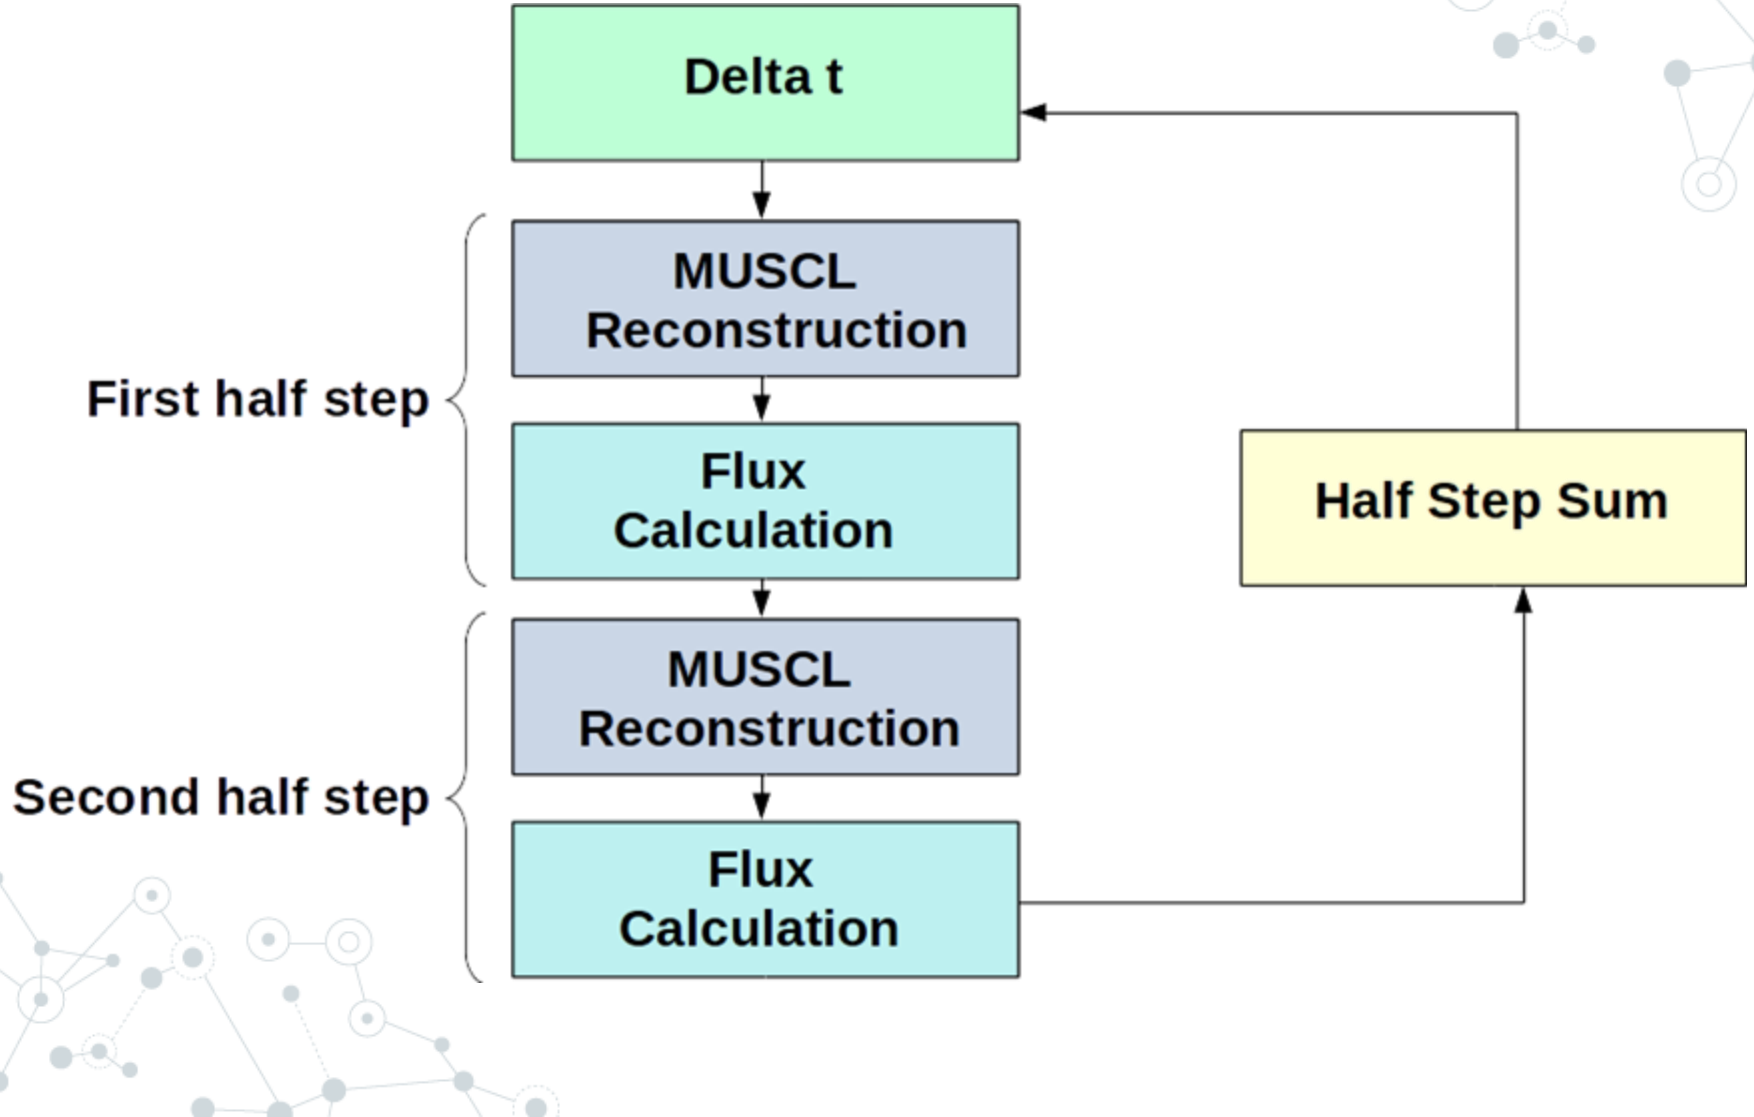 Delta t
MUSCL
Reconstruction
First half step
Flux
Calculation
MUSCL
Reconstruction
Second half step
Flux
Calculation
Half Step Sum